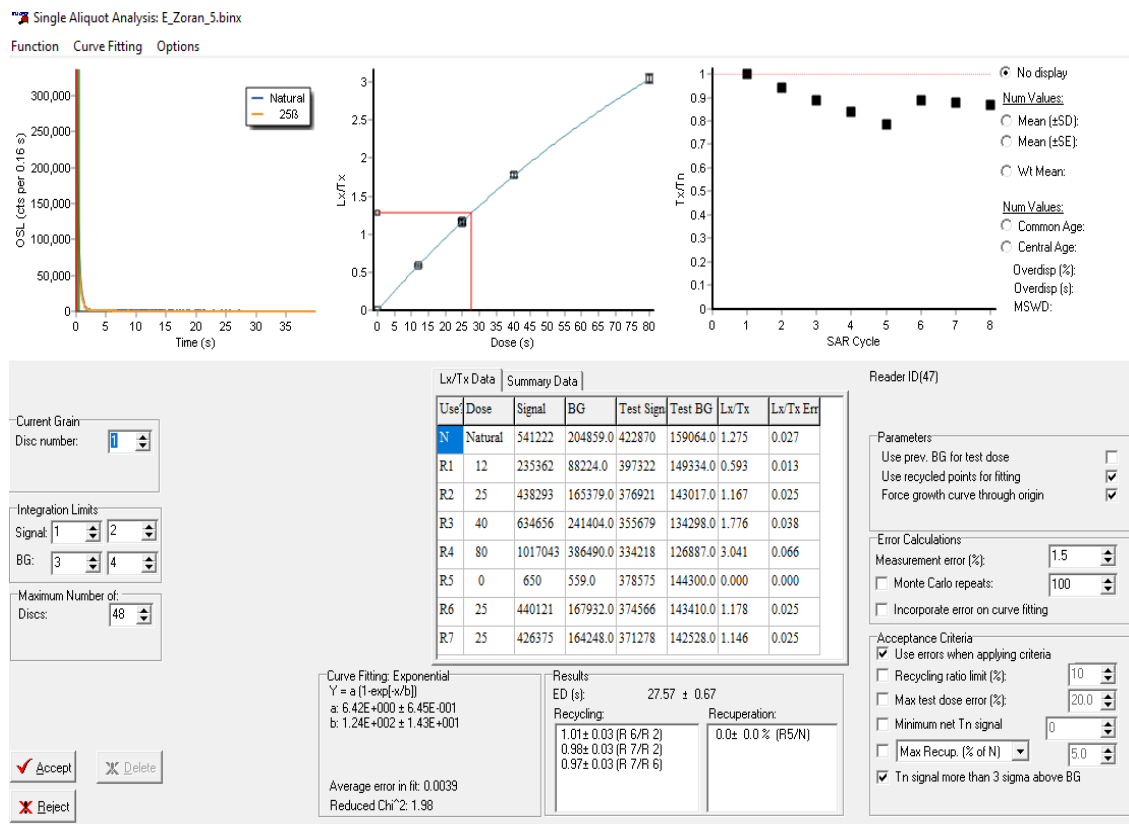 Single Aliquot Analysis: E_Zoran_5.binx
Function Curve Fitting Options
OSL (cts per 0.16 s)
300,000
250,000
200,000
150,000
100,000
50,000
0
0 5 10 15 20 25 30 35
Time (s)
Natural
25ß
Lx/Tx
3
2.5
2
1.5
1
0.5
0
0 5 10 15 20 25 30 35 40 45 50 55 60 65 70 75 80
Dose (s)
Tx/Tn
1
0.9
0.8
0.7
0.6
0.5
0.4
0.3
0.2
0.1
0
0 1 2 3 4 5 6 7 8
SAR Cycle
No display
Num Values:
Mean (±SD):
Mean (±SE):
Wt Mean:
Num Values:
Common Age:
Central Age:
Overdisp (%):
Overdisp (s):
MSWD:
Current Grain
Disc number: 1
Integration Limits
Signal: 1 2
BG: 3 4
Maximum Number of:
Discs: 48
Accept Delete
Reject
Lx/Tx Data Summary Data
Use? Dose Signal BG Test Sign Test BG Lx/Tx Lx/Tx Err
N Natural 541222 204859.0 422870 159064.0 1.275 0.027
R1 12 235362 88224.0 397322 149334.0 0.593 0.013
R2 25 438293 165379.0 376921 143017.0 1.167 0.025
R3 40 634656 241404.0 355679 134298.0 1.776 0.038
R4 80 1017043 386490.0 334218 126887.0 3.041 0.066
R5 0 650 559.0 378575 144300.0 0.000 0.000
R6 25 440121 167932.0 374566 143410.0 1.178 0.025
R7 25 426375 164248.0 371278 142528.0 1.146 0.025
Curve Fitting: Exponential
Y = a (1-exp[-x/b])
a: 6.42E+000 ± 6.45E-001
b: 1.24E+002 ± 1.43E+001
Average error in fit: 0.0039
Reduced Chi^2: 1.98
Results
ED (s): 27.57 ± 0.67
Recycling:
1.01± 0.03 (R 6/R 2)
0.98± 0.03 (R 7/R 2)
0.97± 0.03 (R 7/R 6)
Recuperation:
0.0± 0.0 % (R5/N)
Reader ID(47)
Parameters
Use prev. BG for test dose
Use recycled points for fitting
Force growth curve through origin
Error Calculations
Measurement error (%): 1.5
Monte Carlo repeats: 100
Incorporate error on curve fitting
Acceptance Criteria
Use errors when applying criteria
Recycling ratio limit (%): 10
Max test dose error (%): 20.0
Minimum net Tn signal 0
Max Recup. (% of N) 5.0
Tn signal more than 3 sigma above BG